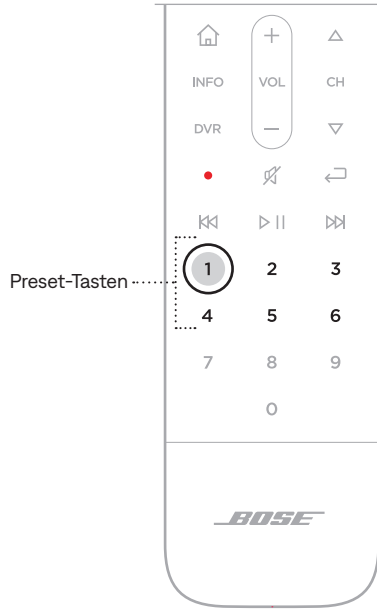 INFO VOL CH
DVR
Preset-Tasten
1 2 3
4 5 6
7 8 9
0
BOSE